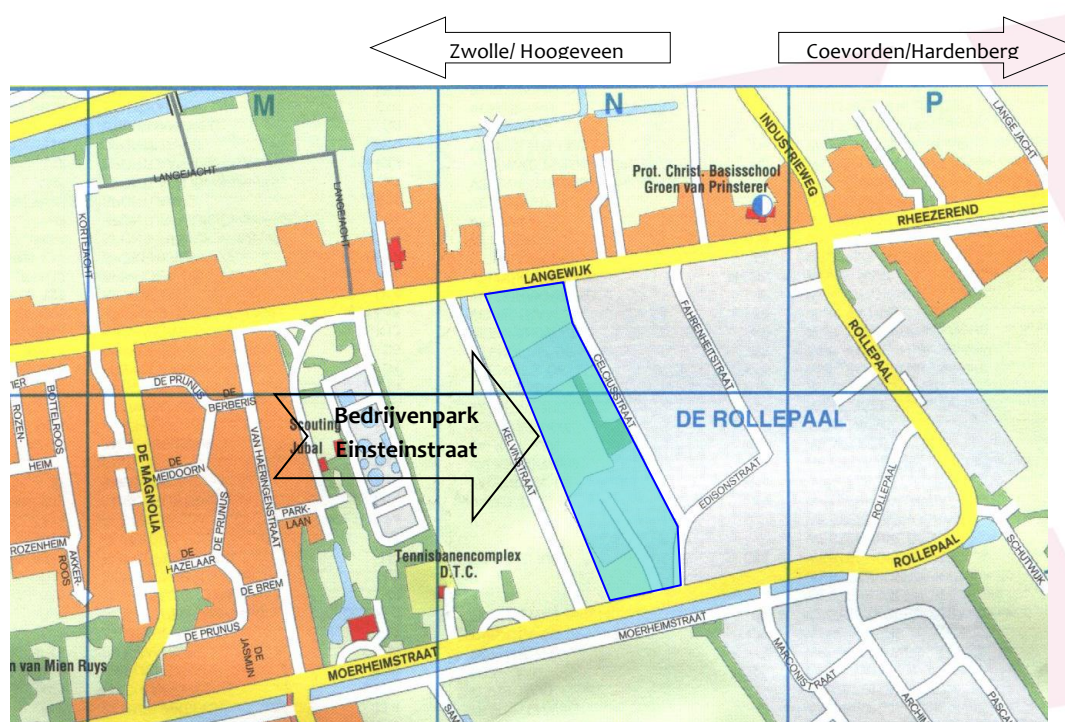 Zwolle/ Hoogeveen
Coevorden/Hardenberg
M
N
P
LANGEJACHT
LANGEJACHT
KORTEJACHT
INDUSTRIEWEG
LANGE JACHT
Prot. Christ. Basisschool
Groen van Prinsterer
RHEEZEREND
LANGEWIJK
FAHRENHEITSTRAAT
CELCIUSSTRAAT
ROLLEPAAL
DE PRUNUS
DE
BERBERIS
BOTTELROOS
ROZEN-
HEIM
Scouting
Jubal
Bedrijvenpark
Einsteinstraat
KELVINSTRAAT
DE ROLLEPAAL
DE MAGNOLIA
DE
MEIDOORN
DE PRUNUS
VAN HAERINGENSTRAAT
PARK-
LAAN
EDISONSTRAAT
ROLLEPAAL
ROZENHEIM
AKKER-
ROOS
DE
HAZELAAR
DE BREM
Tennisbanencomplex
D.T.C.
ROLLEPAAL
SCHUTWIJK
DE PRUNUS
DE
JASMIJN
MOERHEIMSTRAAT
MOERHEIMSTRAAT
n van Mien Ruys
MARCONISTRAAT
ARCHI
PASCA
SAM